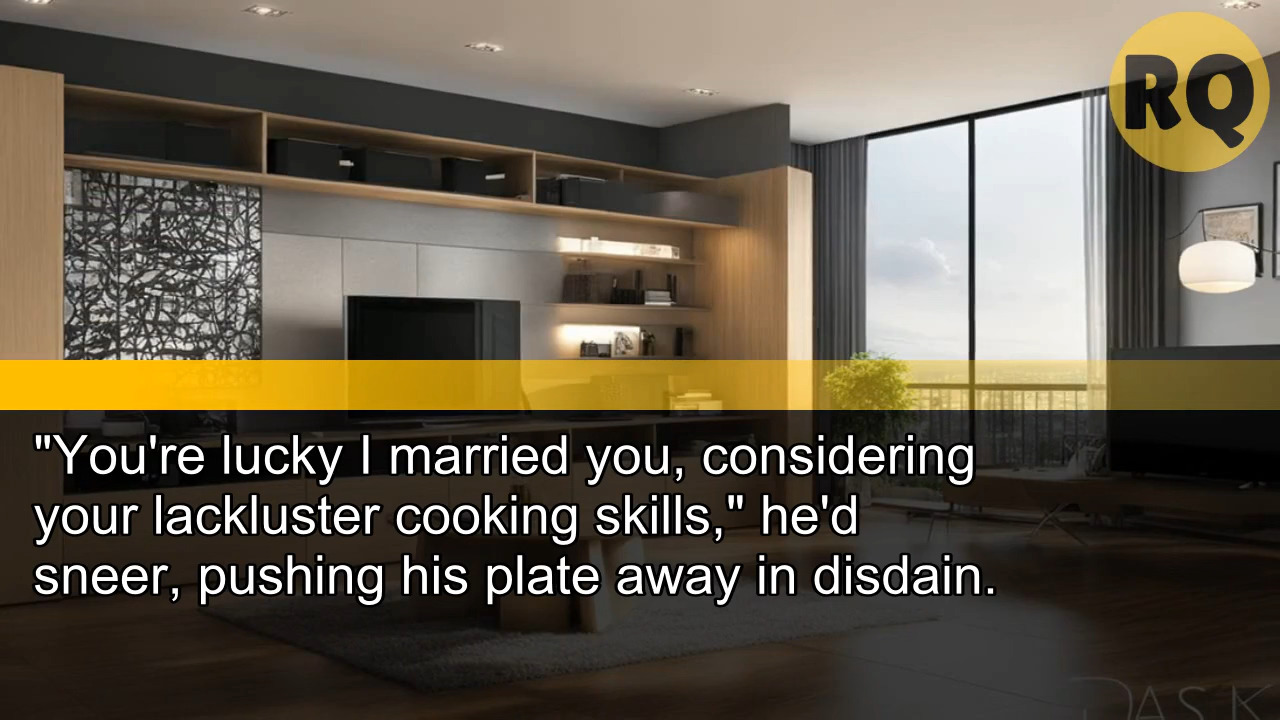 RQ
"You're lucky I married you, considering
your lackluster cooking skills," he'd
sneer, pushing his plate away in disdain.